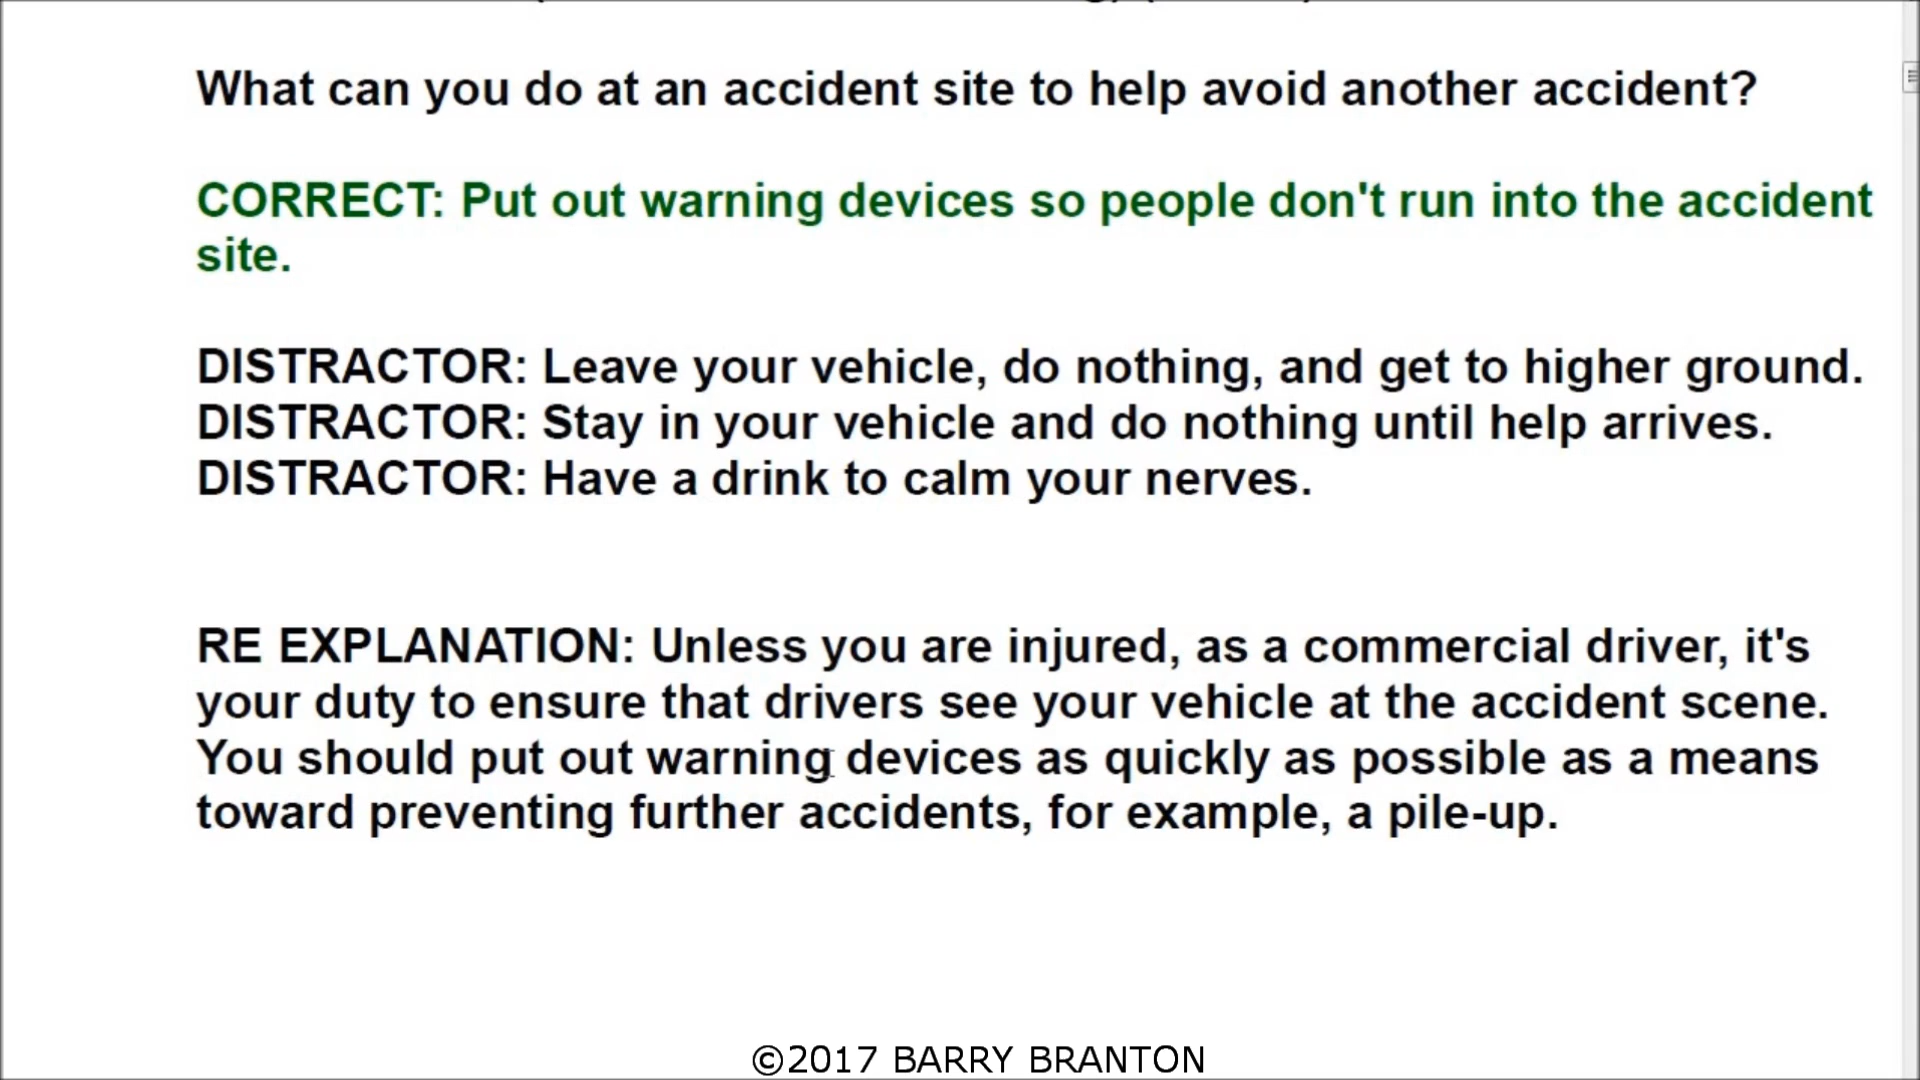 What can you do at an accident site to help avoid another accident?
CORRECT: Put out warning devices so people don't run into the accident
site.
DISTRACTOR: Leave your vehicle, do nothing, and get to higher ground.
DISTRACTOR: Stay in your vehicle and do nothing until help arrives.
DISTRACTOR: Have a drink to calm your nerves.
RE EXPLANATION: Unless you are injured, as a commercial driver, it's
your duty to ensure that drivers see your vehicle at the accident scene.
You should put out warning devices as quickly as possible as a means
toward preventing further accidents, for example, a pile-up.
©2017 BARRY BRANTON